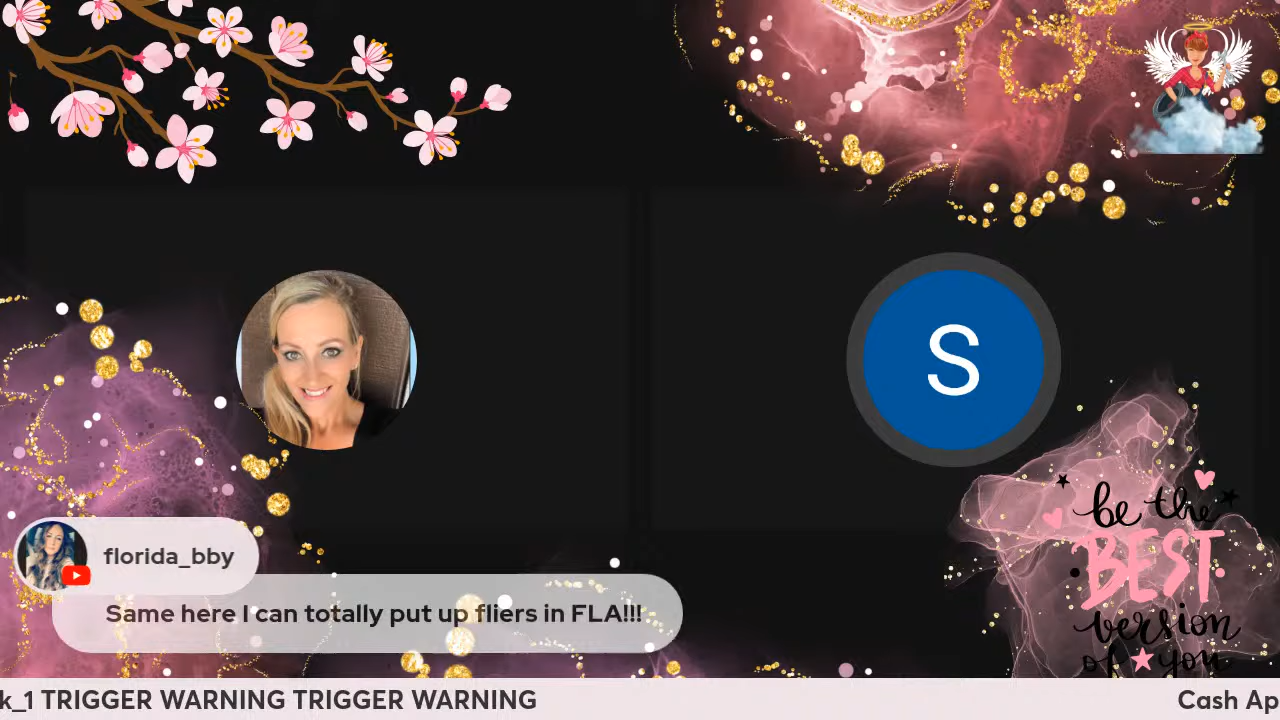 S
be the
BEST
version
of you
florida_bby
Same here I can totally put up fliers in FLA!!!
k_1 TRIGGER WARNING TRIGGER WARNING
Cash Ap